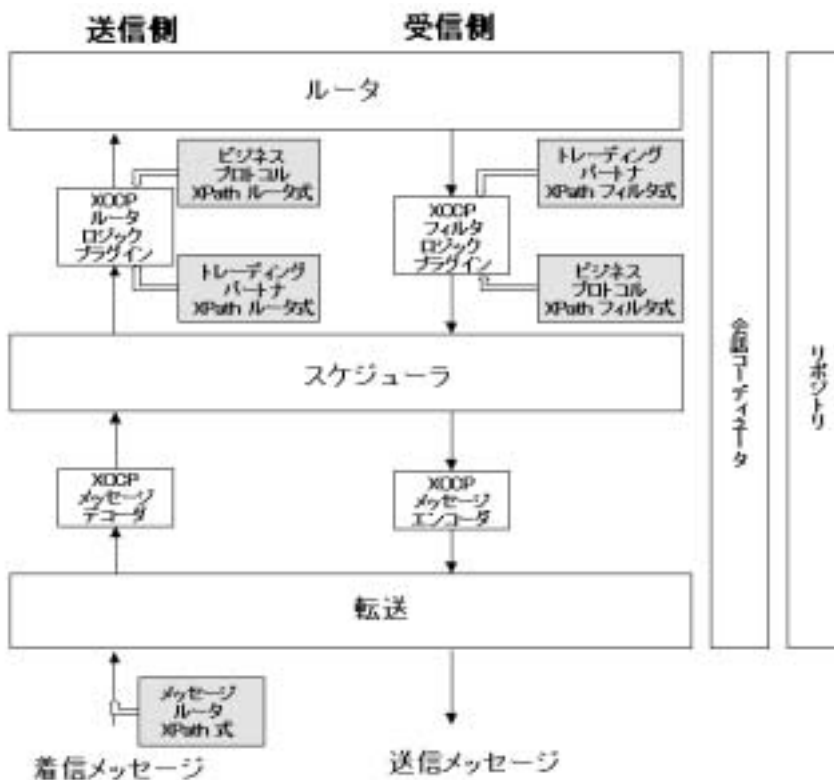 送信側
受信側
ルータ
ビジネス
プロトコル
XPath ルータ式
トレーディング
パートナ
XPath フィルタ式
XOCP
ルータ
ロジック
プラグイン
XOCP
フィルタ
ロジック
プラグイン
トレーディング
パートナ
XPath ルータ式
ビジネス
プロトコル
XPath フィルタ式
スケジューラ
XOCP
メッセージ
デコーダ
XOCP
メッセージ
エンコーダ
転送
メッセージ
ルータ
XPath 式
着信メッセージ
送信メッセージ
会話コーディネータ
リポジトリ